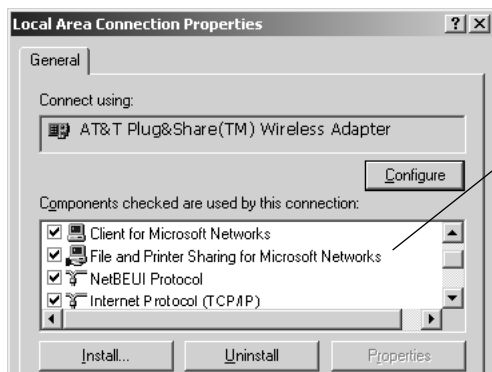 Local Area Connection Properties
General
Connect using:
AT&T Plug&Share(TM) Wireless Adapter
Configure
Components checked are used by this connection:
Client for Microsoft Networks
File and Printer Sharing for Microsoft Networks
NetBEUI Protocol
Internet Protocol (TCP/IP)
Install... Uninstall Properties